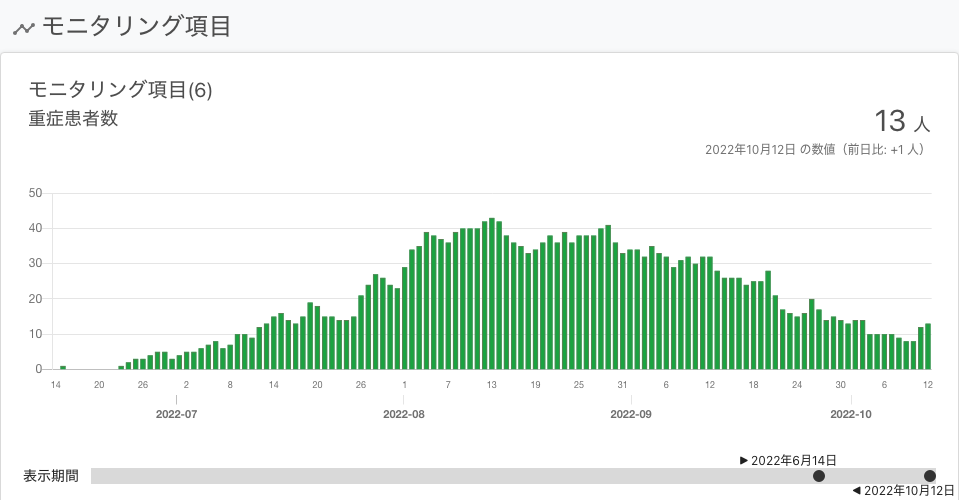 モニタリング項目
モニタリング項目(6)
重症患者数
13 人
2022年10月12日 の数値（前日比: +1 人）
50
40
30
20
10
0
14 20 26 2 8 14 20 26 1 7 13 19 25 31 6 12 18 24 30 6 12
2022-07 2022-08 2022-09 2022-10
▶ 2022年6月14日
表示期間
◀ 2022年10月12日